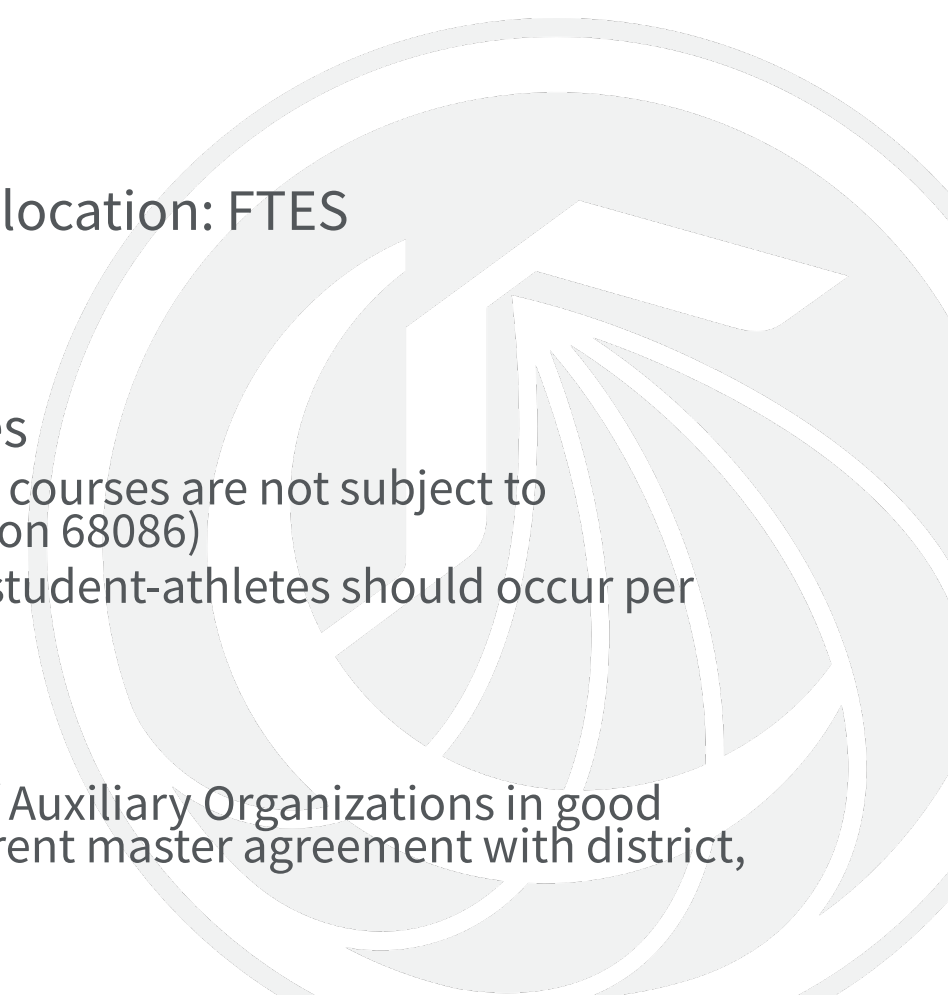 location: FTES
es
courses are not subject to
on 68086)
student-athletes should occur per
Auxiliary Organizations in good
rent master agreement with district,